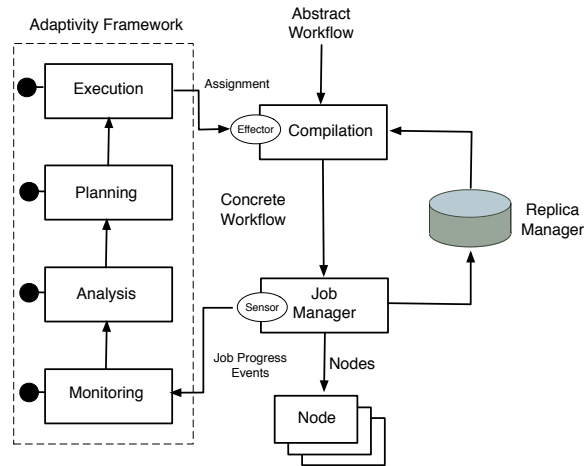 Adaptivity Framework
Abstract
Workflow
Execution
Assignment
Effector
Compilation
Planning
Concrete
Workflow
Replica
Manager
Analysis
Sensor
Job
Manager
Job Progress
Events
Nodes
Monitoring
Node